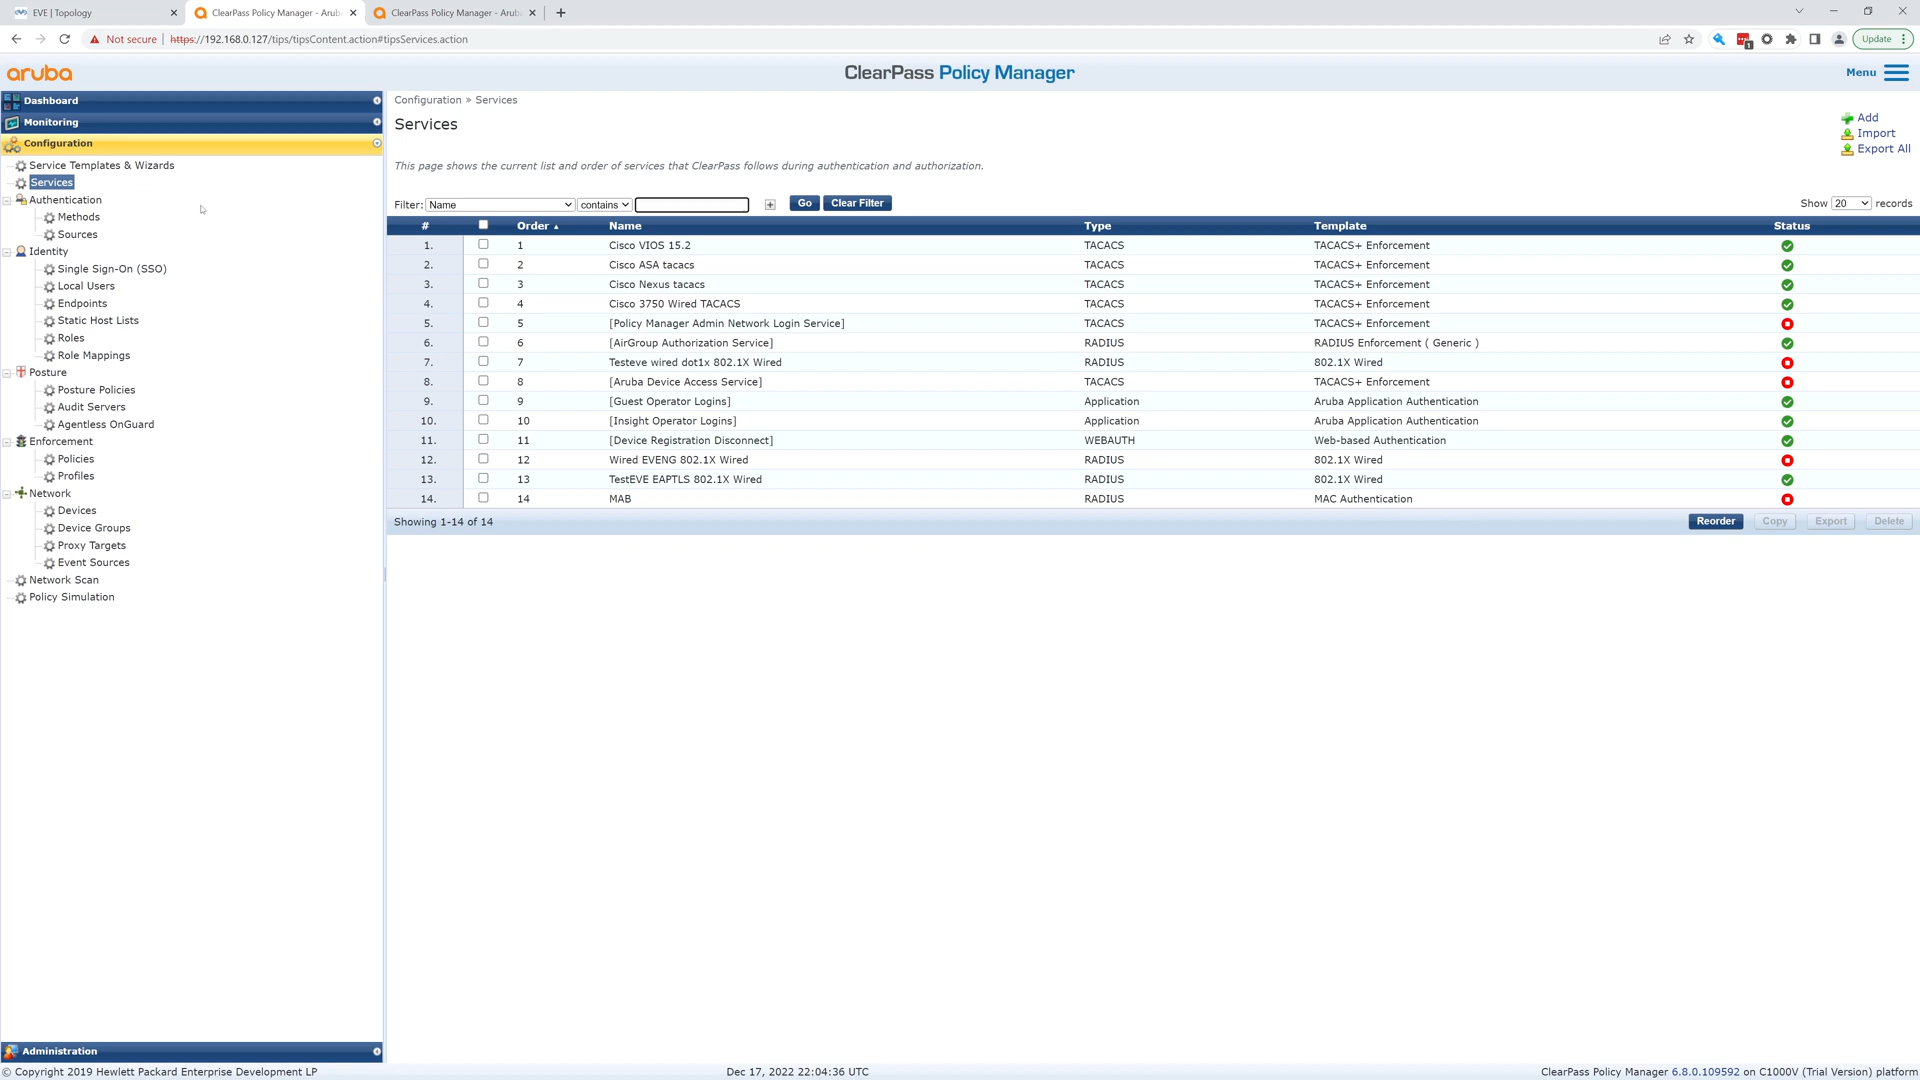 EVE | Topology
ClearPass Policy Manager - Arub
ClearPass Policy Manager - Arub
Not secure | https://192.168.0.127/tips/tipsContent.action#tipsServices.action
Update
aruba
ClearPass Policy Manager
Menu
Dashboard
Monitoring
Configuration
Service Templates & Wizards
Services
Authentication
Methods
Sources
Identity
Single Sign-On (SSO)
Local Users
Endpoints
Static Host Lists
Roles
Role Mappings
Posture
Posture Policies
Audit Servers
Agentless OnGuard
Enforcement
Policies
Profiles
Network
Devices
Device Groups
Proxy Targets
Event Sources
Network Scan
Policy Simulation
Administration
Configuration » Services
Services
Add
Import
Export All
This page shows the current list and order of services that ClearPass follows during authentication and authorization.
Filter: Name contains Go Clear Filter Show 20 records
# Order Name Type Template Status
1. 1 Cisco VIOS 15.2 TACACS TACACS+ Enforcement
2. 2 Cisco ASA tacacs TACACS TACACS+ Enforcement
3. 3 Cisco Nexus tacacs TACACS TACACS+ Enforcement
4. 4 Cisco 3750 Wired TACACS TACACS TACACS+ Enforcement
5. 5 [Policy Manager Admin Network Login Service] TACACS TACACS+ Enforcement
6. 6 [AirGroup Authorization Service] RADIUS RADIUS Enforcement ( Generic )
7. 7 Testeve wired dot1x 802.1X Wired RADIUS 802.1X Wired
8. 8 [Aruba Device Access Service] TACACS TACACS+ Enforcement
9. 9 [Guest Operator Logins] Application Aruba Application Authentication
10. 10 [Insight Operator Logins] Application Aruba Application Authentication
11. 11 [Device Registration Disconnect] WEBAUTH Web-based Authentication
12. 12 Wired EVENG 802.1X Wired RADIUS 802.1X Wired
13. 13 TestEVE EAPTLS 802.1X Wired RADIUS 802.1X Wired
14. 14 MAB RADIUS MAC Authentication
Showing 1-14 of 14 Reorder Copy Export Delete
© Copyright 2019 Hewlett Packard Enterprise Development LP Dec 17, 2022 22:04:36 UTC ClearPass Policy Manager 6.8.0.109592 on C1000V (Trial Version) platform